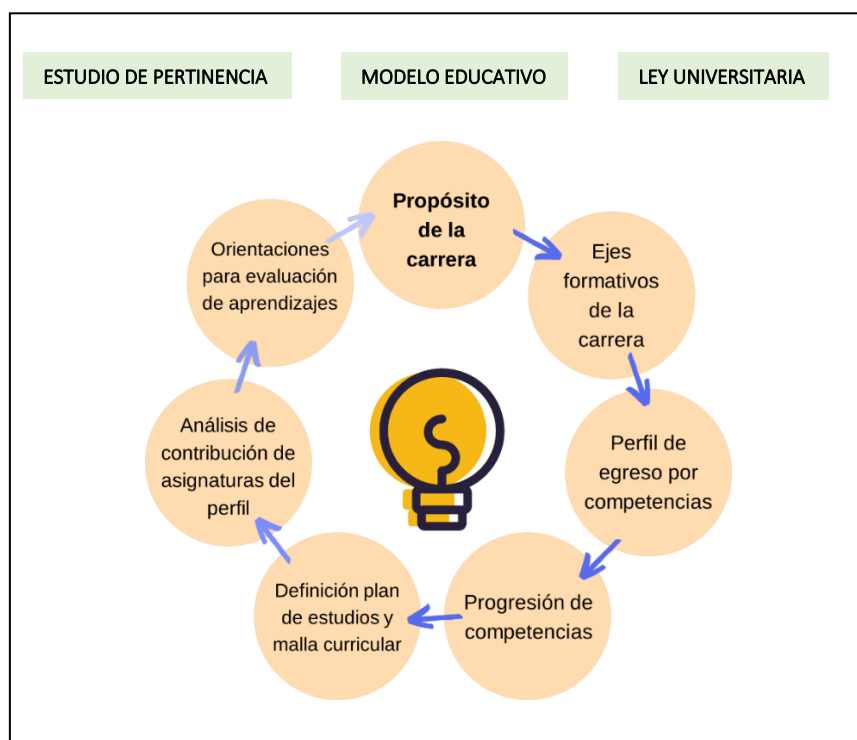 ESTUDIO DE PERTINENCIA
MODELO EDUCATIVO
LEY UNIVERSITARIA
Propósito
de la
carrera
Ejes
formativos
de la
carrera
Perfil de
egreso por
competencias
Progresión de
competencias
Definición plan
de estudios y
malla curricular
Análisis de
contribución de
asignaturas del
perfil
Orientaciones
para evaluación
de aprendizajes